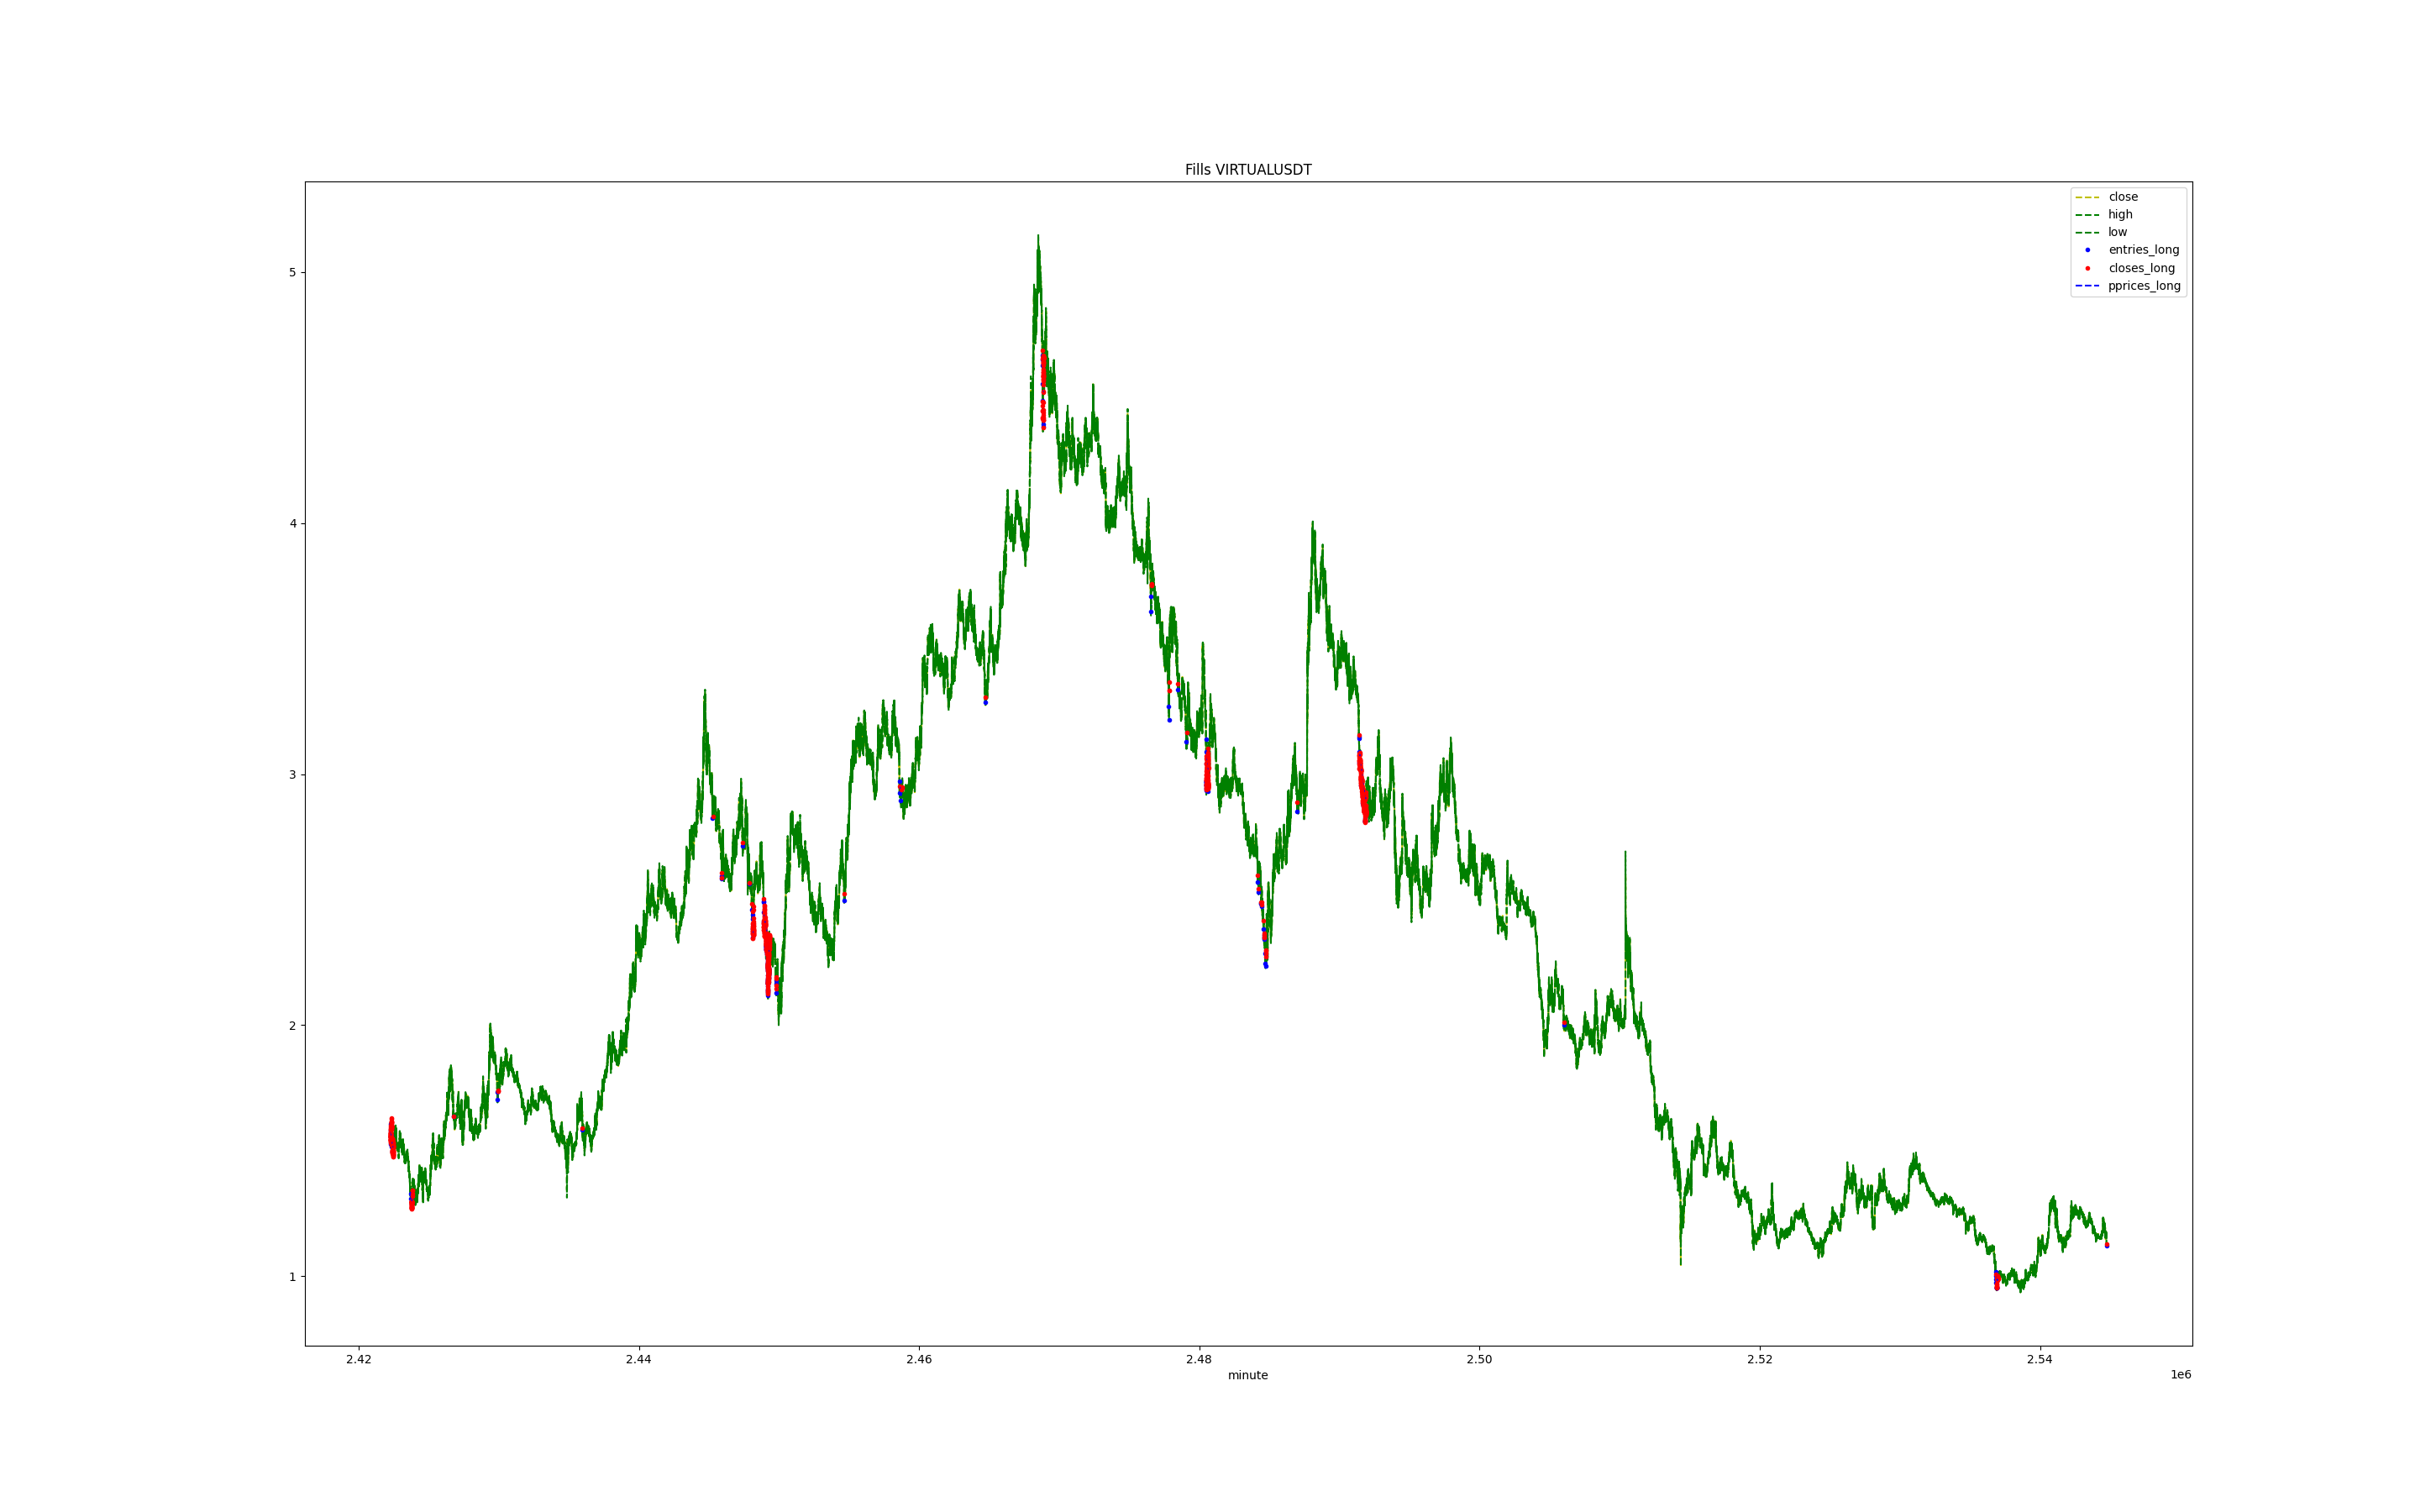 Fills VIRTUALUSDT
close
high
low
entries_long
closes_long
pprices_long
5
4
3
2
1
2.42 2.44 2.46 2.48 2.50 2.52 2.54
minute
1e6